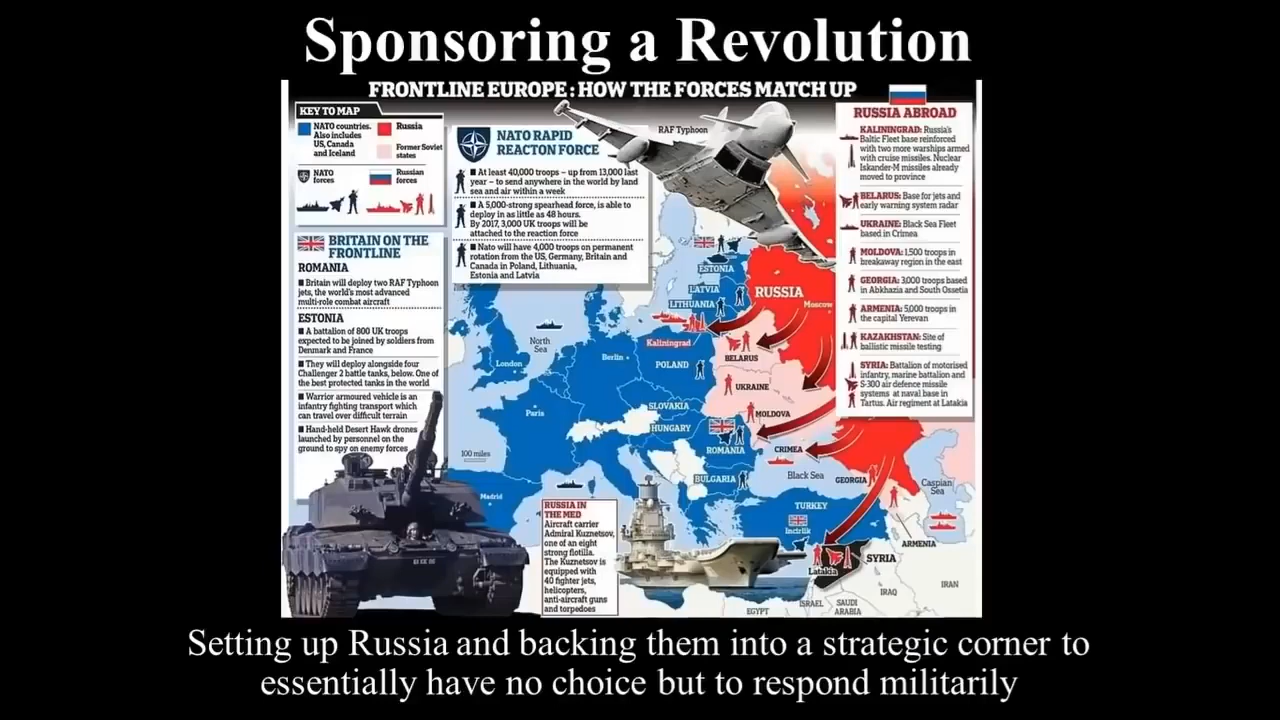 Sponsoring a Revolution
FRONTLINE EUROPE: HOW THE FORCES MATCH UP
KEY TO MAP
NATO countries.
Also includes
US, Canada
and Iceland
Russia
Former Soviet
states
NATO
forces
Russian
forces
BRITAIN ON THE
FRONTLINE
ROMANIA
■ Britain will deploy two RAF Typhoon
jets, the world's most advanced
multi-role combat aircraft
ESTONIA
■ A battalion of 800 UK troops
expected to be joined by soldiers from
Denmark and France
■ They will deploy alongside four
Challenger 2 battle tanks, below. One of
the best protected tanks in the world
■ Warrior armoured vehicle is an
infantry fighting transport which
can travel over difficult terrain
■ Hand-held Desert Hawk drones
launched by personnel on the
ground to spy on enemy forces
NATO RAPID
REACTON FORCE
■ At least 40,000 troops – up from 13,000 last
year – to send anywhere in the world by land
sea and air within a week
■ A 5,000-strong spearhead force, is able to
deploy in as little as 48 hours.
By 2017, 3,000 UK troops will be
attached to the reaction force
■ Nato will have 4,000 troops on permanent
rotation from the US, Germany, Britain and
Canada in Poland, Lithuania,
Estonia and Latvia
RAF Typhoon
RUSSIA ABROAD
KALININGRAD: Russia's
Baltic Fleet base reinforced
with two more warships armed
with cruise missiles. Nuclear
Iskander-M missiles already
moved to province
BELARUS: Base for jets and
early warning system radar
UKRAINE: Black Sea Fleet
based in Crimea
MOLDOVA: 1,500 troops in
breakaway region in the east
GEORGIA: 3,000 troops based
in Abkhazia and South Ossetia
ARMENIA: 5,000 troops in
the capital Yerevan
KAZAKHSTAN: Site of
ballistic missile testing
SYRIA: Battalion of motorised
infantry, marine battalion and
S-300 air defence missile
systems at naval base in
Tartus. Air regiment at Latakia
ESTONIA
LATVIA
LITHUANIA
RUSSIA
Moscow
North
Sea
Kaliningrad
BELARUS
London
Berlin
POLAND
UKRAINE
Paris
SLOVAKIA
MOLDOVA
HUNGARY
ROMANIA
CRIMEA
100 miles
Black Sea
GEORGIA
Caspian
Sea
BULGARIA
Madrid
TURKEY
Incirlik
ARMENIA
SYRIA
Latakia
IRAN
IRAQ
ISRAEL
SAUDI
ARABIA
EGYPT
RUSSIA IN
THE MED
Aircraft carrier
Admiral Kuznetsov,
one of an eight
strong flotilla.
The Kuznetsov is
equipped with
40 fighter jets,
helicopters,
anti-aircraft guns
and torpedoes
Setting up Russia and backing them into a strategic corner to
essentially have no choice but to respond militarily